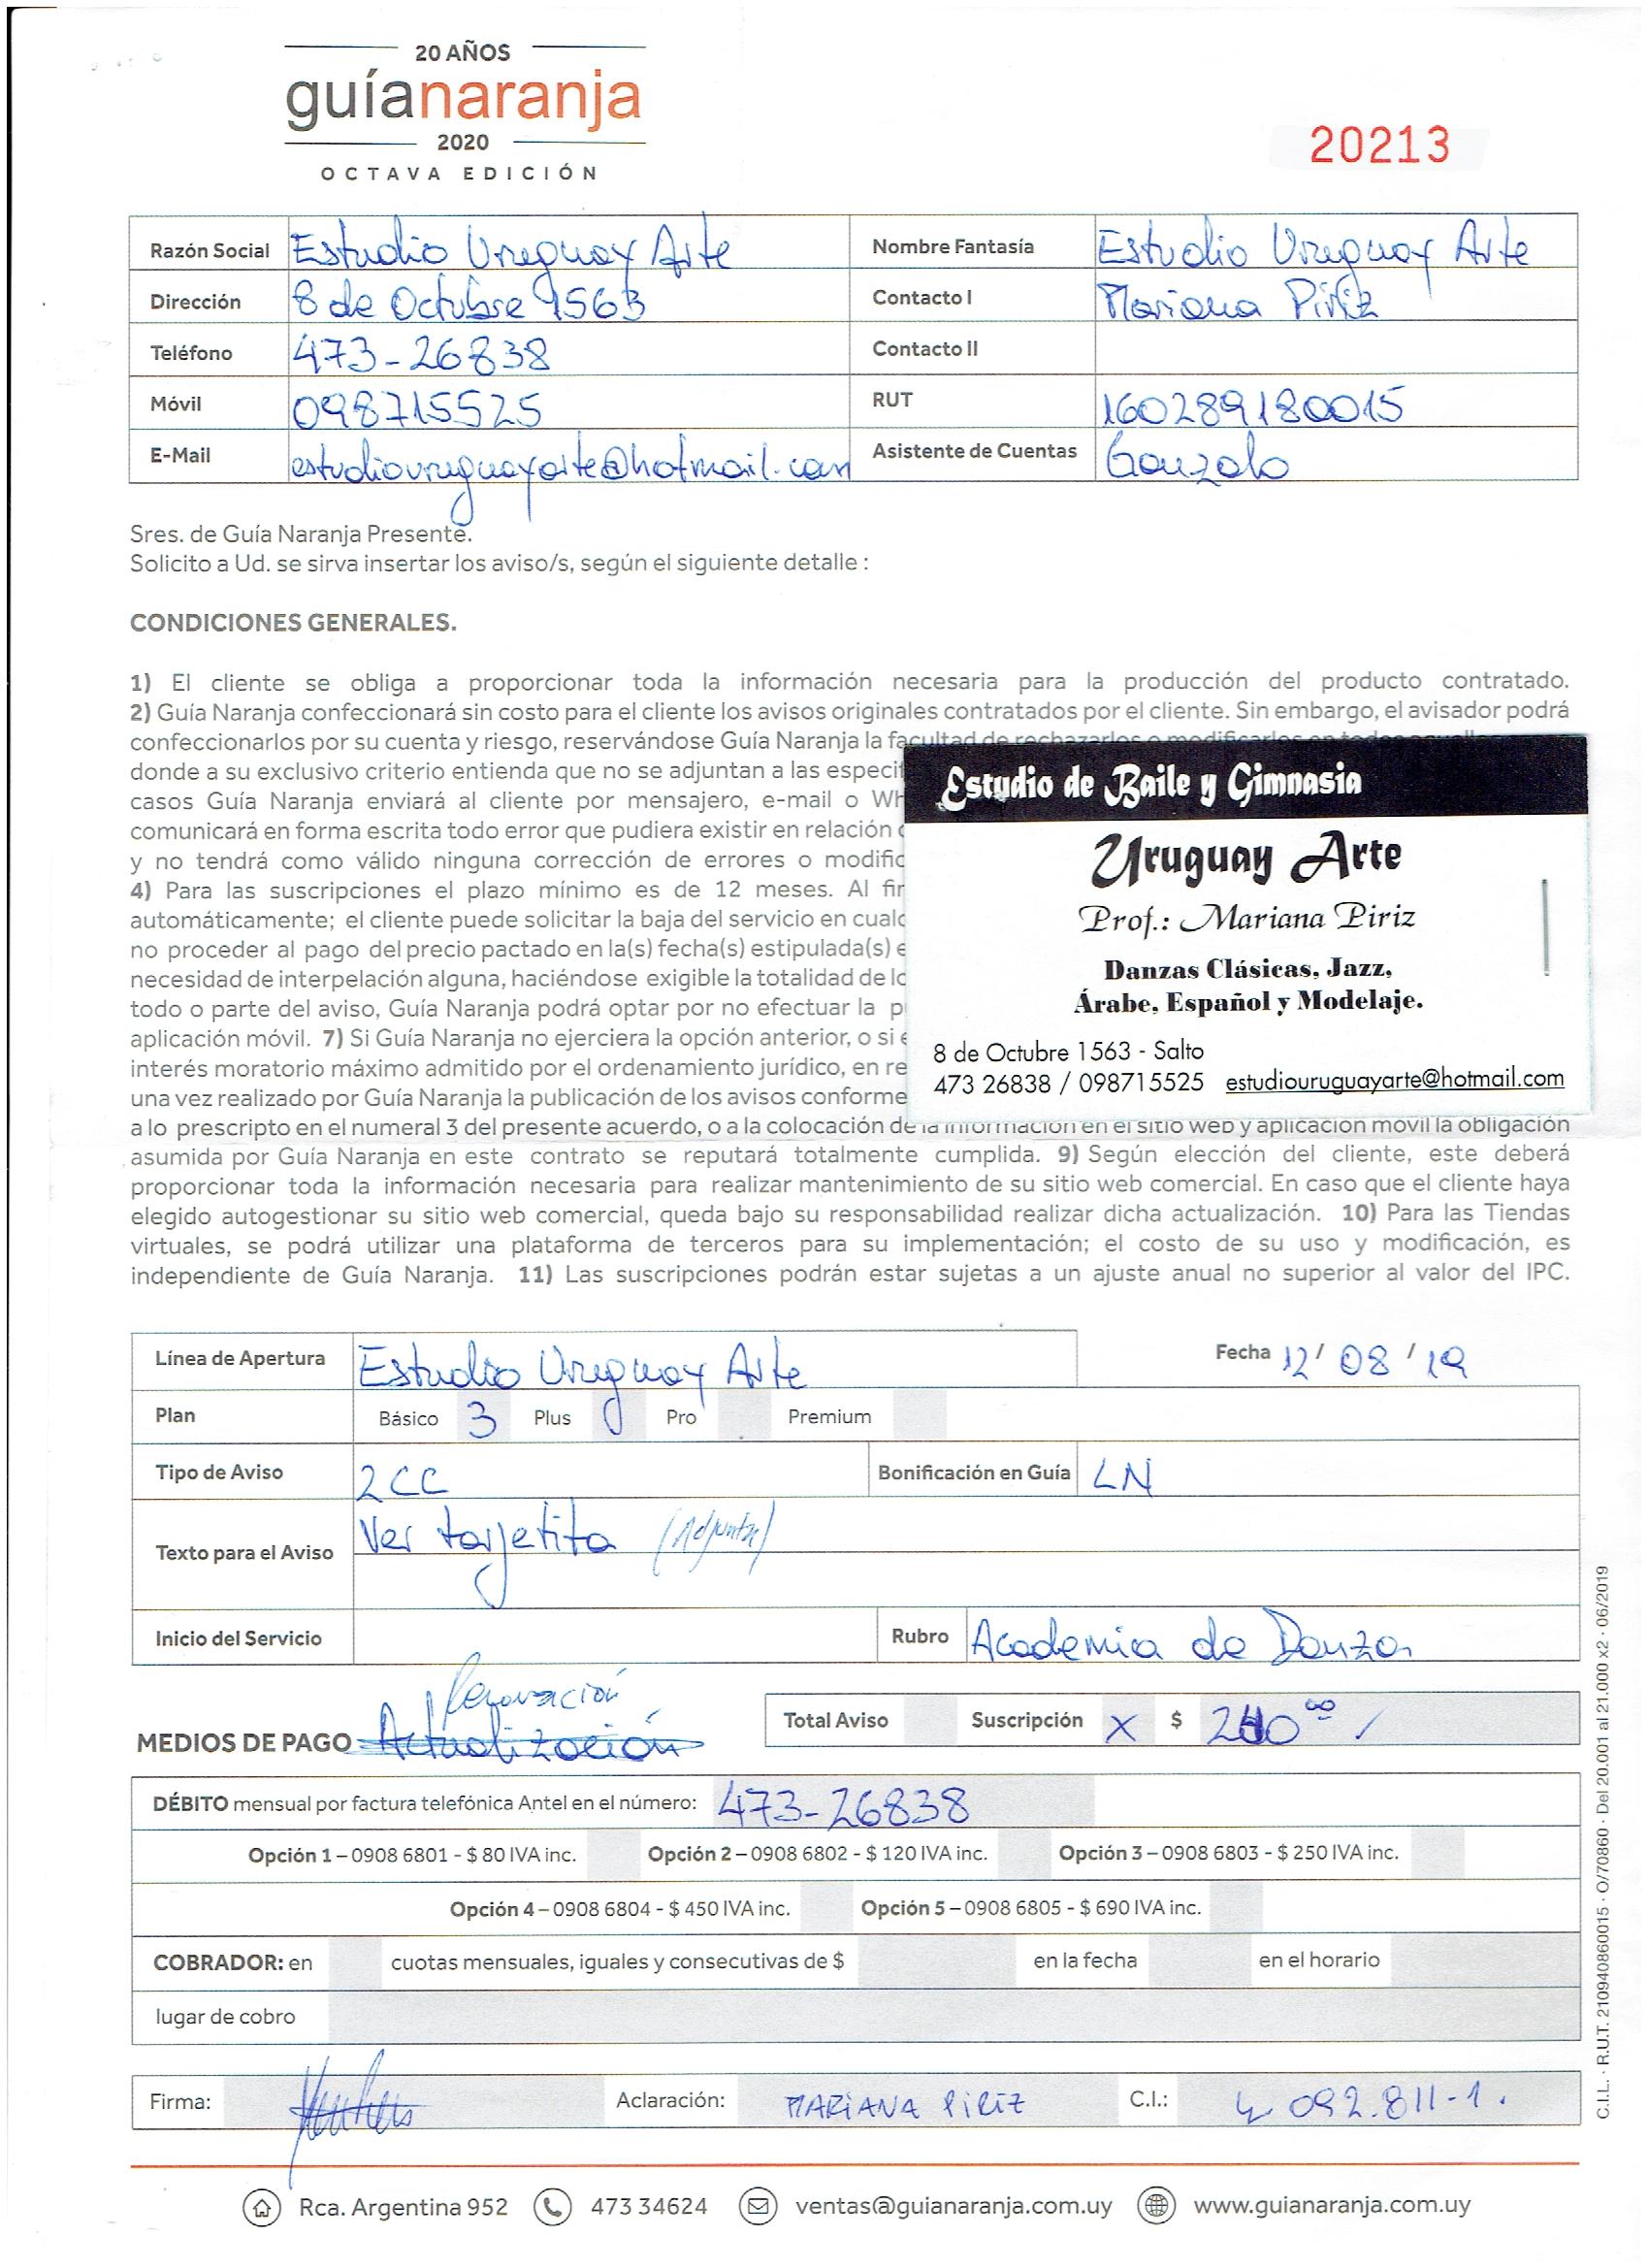 20 AÑOS
guíanaranja
2020
OCTAVA EDICIÓN
20213
Razón Social Estudio Uruguay Arte Nombre Fantasía Estudio Uruguay Arte
Dirección 8 de Octubre 1563 Contacto I Mariana Piriz
Teléfono 473-26838 Contacto II
Móvil 098715525 RUT 160289180015
E-Mail estudiouruguayarte@hotmail.com Asistente de Cuentas Gonzalo
Sres. de Guía Naranja Presente.
Solicito a Ud. se sirva insertar los aviso/s, según el siguiente detalle :
CONDICIONES GENERALES.
1) El cliente se obliga a proporcionar toda la información necesaria para la producción del producto contratado.
2) Guía Naranja confeccionará sin costo para el cliente los avisos originales contratados por el cliente. Sin embargo, el avisador podrá
confeccionarlos por su cuenta y riesgo, reservándose Guía Naranja la facultad de rechazarlos o modificarlos en
donde a su exclusivo criterio entienda que no se adjuntan a las especif
casos Guía Naranja enviará al cliente por mensajero, e-mail o Wh
comunicará en forma escrita todo error que pudiera existir en relación
y no tendrá como válido ninguna corrección de errores o modific
4) Para las suscripciones el plazo mínimo es de 12 meses. Al fin
automáticamente; el cliente puede solicitar la baja del servicio en cualq
no proceder al pago del precio pactado en la(s) fecha(s) estipulada(s) e
necesidad de interpelación alguna, haciéndose exigible la totalidad de lo
todo o parte del aviso, Guía Naranja podrá optar por no efectuar la p
aplicación móvil. 7) Si Guía Naranja no ejerciera la opción anterior, o si e
interés moratorio máximo admitido por el ordenamiento jurídico, en re
una vez realizado por Guía Naranja la publicación de los avisos conforme
a lo prescripto en el numeral 3 del presente acuerdo, o a la colocación de la información en el sitio web y aplicación móvil la obligación
asumida por Guía Naranja en este contrato se reputará totalmente cumplida. 9) Según elección del cliente, este deberá
proporcionar toda la información necesaria para realizar mantenimiento de su sitio web comercial. En caso que el cliente haya
elegido autogestionar su sitio web comercial, queda bajo su responsabilidad realizar dicha actualización. 10) Para las Tiendas
virtuales, se podrá utilizar una plataforma de terceros para su implementación; el costo de su uso y modificación, es
independiente de Guía Naranja. 11) Las suscripciones podrán estar sujetas a un ajuste anual no superior al valor del IPC.
Estudio de Baile y Gimnasia
Uruguay Arte
Prof.: Mariana Piriz
Danzas Clásicas, Jazz,
Árabe, Español y Modelaje.
8 de Octubre 1563 - Salto
473 26838 / 098715525 estudiouruguayarte@hotmail.com
Línea de Apertura Estudio Uruguay Arte Fecha 12/ 08 / 19
Plan Básico 3 Plus Pro Premium
Tipo de Aviso 2CC Bonificación en Guía LN
Texto para el Aviso Ver tarjetita (Adjunta)
Inicio del Servicio Rubro Academia de Danza
Renovación
MEDIOS DE PAGO Actualización Total Aviso Suscripción X $ 240⁰⁰ /
DÉBITO mensual por factura telefónica Antel en el número: 473-26838
Opción 1 – 0908 6801 - $ 80 IVA inc. Opción 2 – 0908 6802 - $ 120 IVA inc. Opción 3 – 0908 6803 - $ 250 IVA inc.
Opción 4 – 0908 6804 - $ 450 IVA inc. Opción 5 – 0908 6805 - $ 690 IVA inc.
COBRADOR: en cuotas mensuales, iguales y consecutivas de $ en la fecha en el horario
lugar de cobro
Firma: Aclaración: MARIANA PIRIZ C.I.: 4 092.811-1.
Rca. Argentina 952 473 34624 ventas@guianaranja.com.uy www.guianaranja.com.uy
C.I.L. · R.U.T. 210940860015 · O/70860 · Del 20.001 al 21.000 x2 · 06/2019